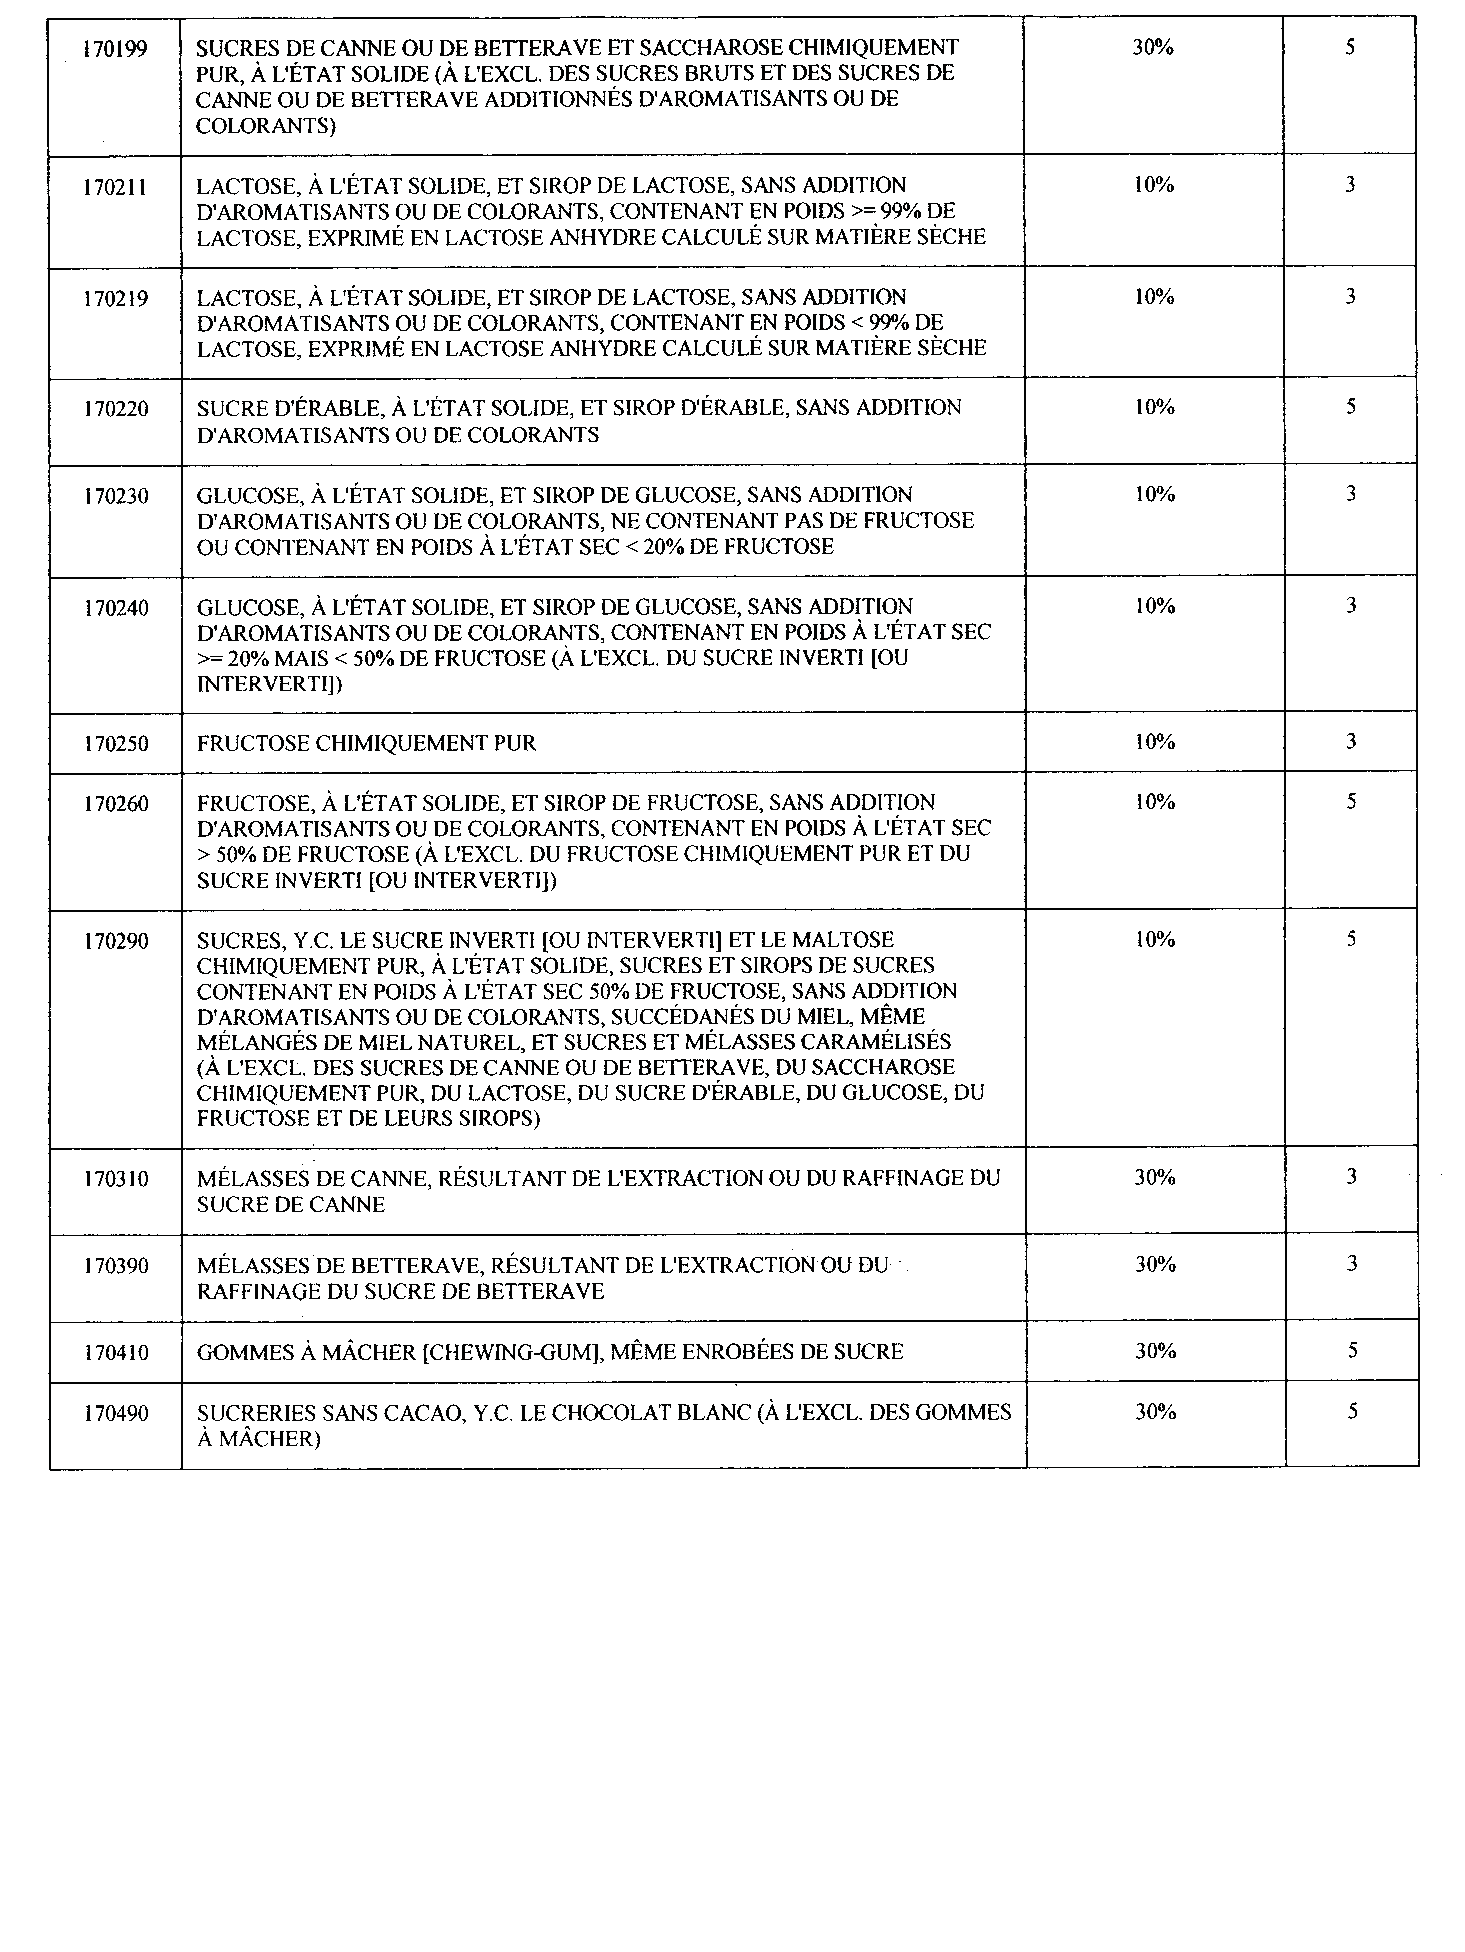 170199 SUCRES DE CANNE OU DE BETTERAVE ET SACCHAROSE CHIMIQUEMENT 30% 5
PUR, À L'ÉTAT SOLIDE (À L'EXCL. DES SUCRES BRUTS ET DES SUCRES DE
CANNE OU DE BETTERAVE ADDITIONNÉS D'AROMATISANTS OU DE
COLORANTS)
170211 LACTOSE, À L'ÉTAT SOLIDE, ET SIROP DE LACTOSE, SANS ADDITION 10% 3
D'AROMATISANTS OU DE COLORANTS, CONTENANT EN POIDS >= 99% DE
LACTOSE, EXPRIMÉ EN LACTOSE ANHYDRE CALCULÉ SUR MATIÈRE SÈCHE
170219 LACTOSE, À L'ÉTAT SOLIDE, ET SIROP DE LACTOSE, SANS ADDITION 10% 3
D'AROMATISANTS OU DE COLORANTS, CONTENANT EN POIDS < 99% DE
LACTOSE, EXPRIMÉ EN LACTOSE ANHYDRE CALCULÉ SUR MATIÈRE SÈCHE
170220 SUCRE D'ÉRABLE, À L'ÉTAT SOLIDE, ET SIROP D'ÉRABLE, SANS ADDITION 10% 5
D'AROMATISANTS OU DE COLORANTS
170230 GLUCOSE, À L'ÉTAT SOLIDE, ET SIROP DE GLUCOSE, SANS ADDITION 10% 3
D'AROMATISANTS OU DE COLORANTS, NE CONTENANT PAS DE FRUCTOSE
OU CONTENANT EN POIDS À L'ÉTAT SEC < 20% DE FRUCTOSE
170240 GLUCOSE, À L'ÉTAT SOLIDE, ET SIROP DE GLUCOSE, SANS ADDITION 10% 3
D'AROMATISANTS OU DE COLORANTS, CONTENANT EN POIDS À L'ÉTAT SEC
>= 20% MAIS < 50% DE FRUCTOSE (À L'EXCL. DU SUCRE INVERTI [OU
INTERVERTI])
170250 FRUCTOSE CHIMIQUEMENT PUR 10% 3
170260 FRUCTOSE, À L'ÉTAT SOLIDE, ET SIROP DE FRUCTOSE, SANS ADDITION 10% 5
D'AROMATISANTS OU DE COLORANTS, CONTENANT EN POIDS À L'ÉTAT SEC
> 50% DE FRUCTOSE (À L'EXCL. DU FRUCTOSE CHIMIQUEMENT PUR ET DU
SUCRE INVERTI [OU INTERVERTI])
170290 SUCRES, Y.C. LE SUCRE INVERTI [OU INTERVERTI] ET LE MALTOSE 10% 5
CHIMIQUEMENT PUR, À L'ÉTAT SOLIDE, SUCRES ET SIROPS DE SUCRES
CONTENANT EN POIDS À L'ÉTAT SEC 50% DE FRUCTOSE, SANS ADDITION
D'AROMATISANTS OU DE COLORANTS, SUCCÉDANÉS DU MIEL, MÊME
MÉLANGÉS DE MIEL NATUREL, ET SUCRES ET MÉLASSES CARAMÉLISÉS
(À L'EXCL. DES SUCRES DE CANNE OU DE BETTERAVE, DU SACCHAROSE
CHIMIQUEMENT PUR, DU LACTOSE, DU SUCRE D'ÉRABLE, DU GLUCOSE, DU
FRUCTOSE ET DE LEURS SIROPS)
170310 MÉLASSES DE CANNE, RÉSULTANT DE L'EXTRACTION OU DU RAFFINAGE DU 30% 3
SUCRE DE CANNE
170390 MÉLASSES DE BETTERAVE, RÉSULTANT DE L'EXTRACTION OU DU 30% 3
RAFFINAGE DU SUCRE DE BETTERAVE
170410 GOMMES À MÂCHER [CHEWING-GUM], MÊME ENROBÉES DE SUCRE 30% 5
170490 SUCRERIES SANS CACAO, Y.C. LE CHOCOLAT BLANC (À L'EXCL. DES GOMMES 30% 5
À MÂCHER)